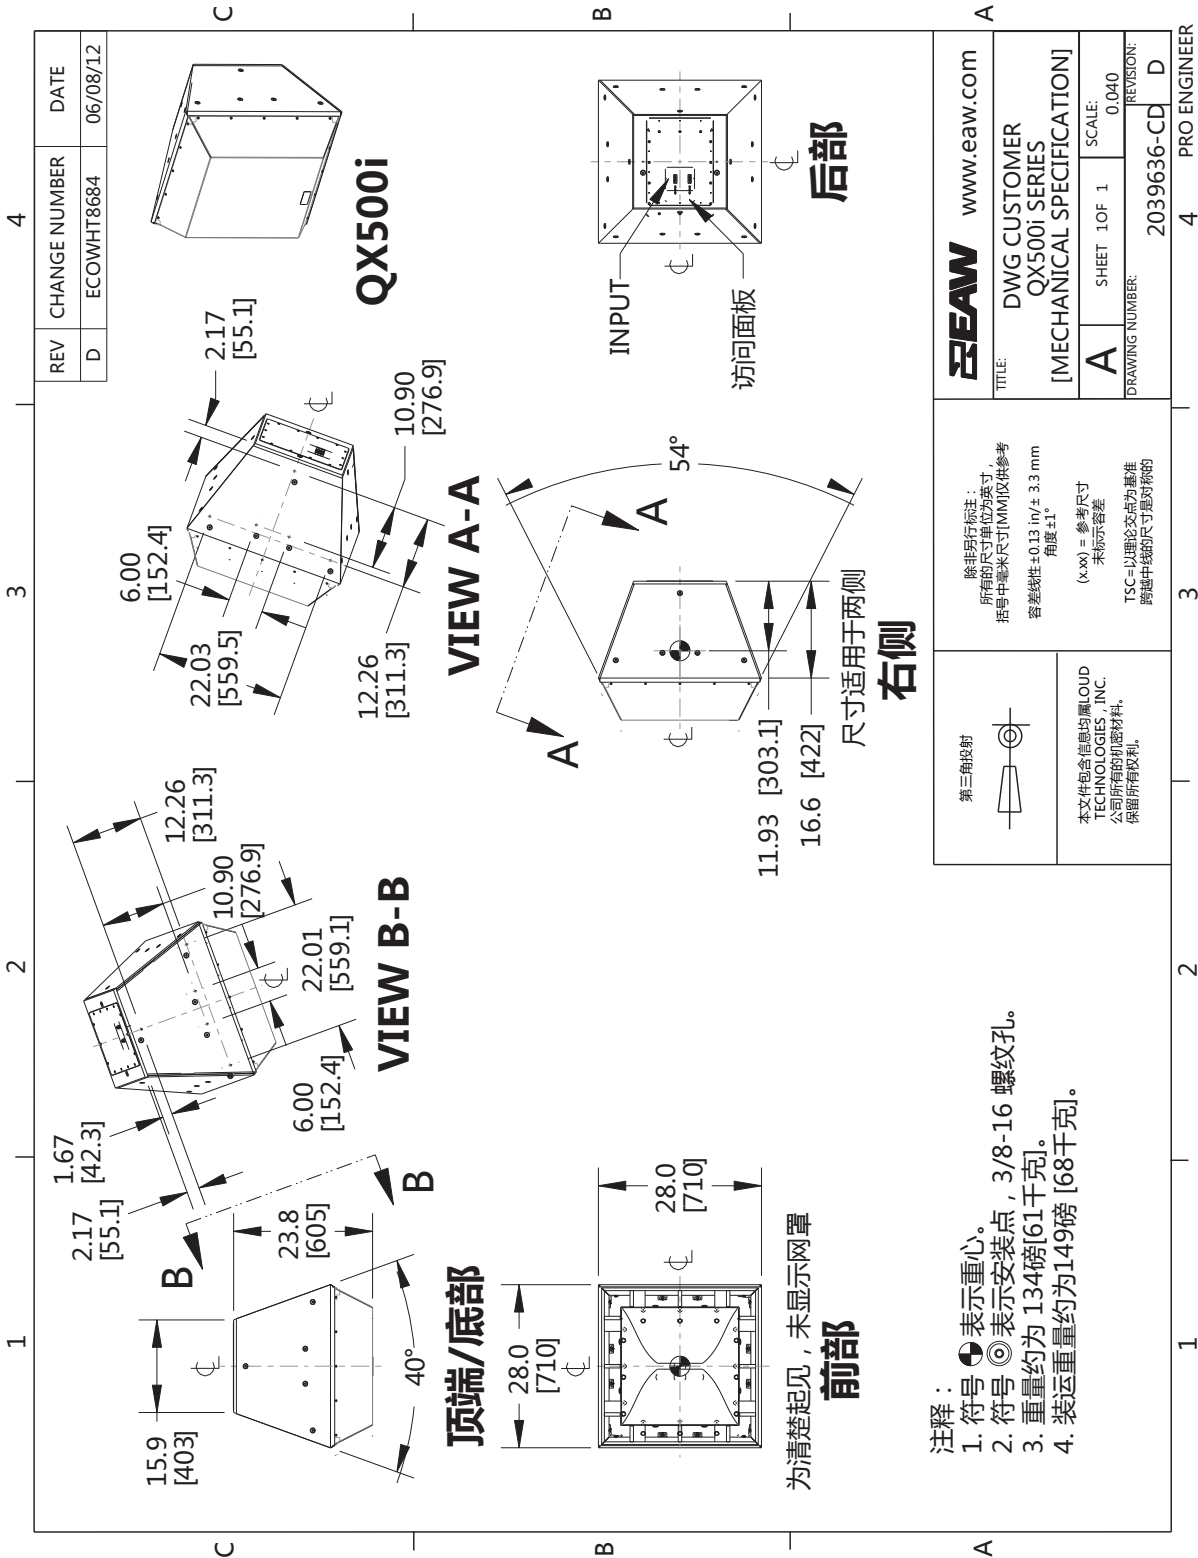 1
2
3
4
C
REV
CHANGE NUMBER
DATE
D
ECOWHT8684
06/08/12
C
15.9
[403]
23.8
[605]
40°
B
B
顶端/底部
2.17
[55.1]
1.67
[42.3]
6.00
[152.4]
22.01
[559.1]
10.90
[276.9]
12.26
[311.3]
VIEW B-B
22.03
[559.5]
6.00
[152.4]
12.26
[311.3]
2.17
[55.1]
10.90
[276.9]
VIEW A-A
QX500i
B
B
28.0
[710]
28.0
[710]
为清楚起见，未显示网罩
前部
A
A
54°
11.93 [303.1]
16.6 [422]
尺寸适用于两侧
右侧
INPUT
访问面板
后部
A
A
注释：
1. 符号 表示重心。
2. 符号 表示安装点，3/8-16 螺纹孔。
3. 重量约为 134磅[61千克]。
4. 装运重量约为149磅 [68千克]。
第三角投射
本文件包含信息均属LOUD
TECHNOLOGIES , INC.
公司所有的机密材料。
保留所有权利。
除非另行标注：
所有的尺寸单位为英寸，
括号中毫米尺寸[MM]仅供参考
容差线性±0.13 in/± 3.3 mm
角度±1°
(x.xx) = 参考尺寸
未标示容差
TSC=以理论交点为基准
跨越中线的尺寸是对称的
EAW www.eaw.com
TITLE:
DWG CUSTOMER
QX500i SERIES
[MECHANICAL SPECIFICATION]
A
SHEET 1OF 1
SCALE:
0.040
DRAWING NUMBER:
2039636-CD
REVISION:
D
1
2
3
4
PRO ENGINEER